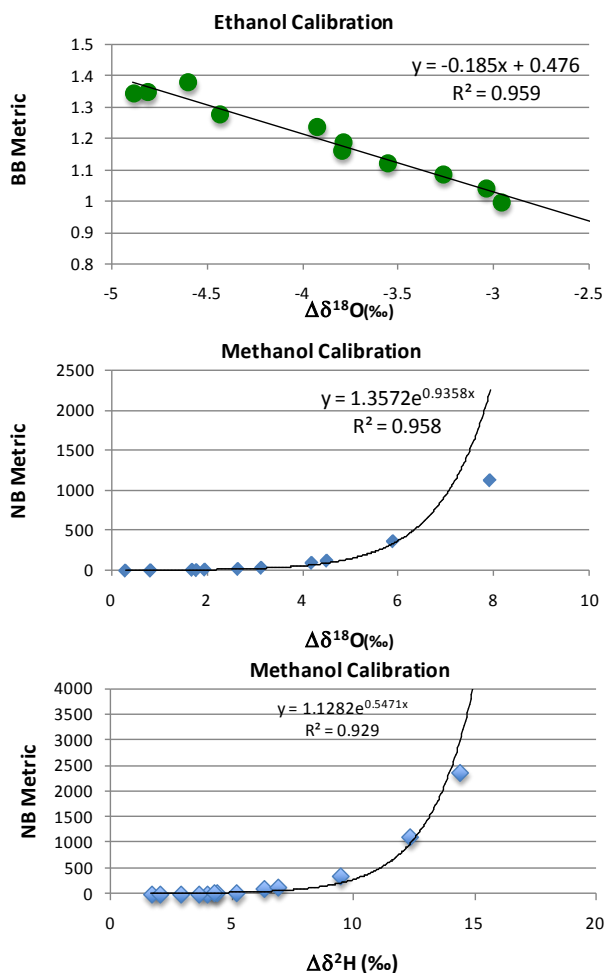 Ethanol Calibration
1.5
1.4
1.3
1.2
1.1
1
0.9
0.8
BB Metric
y = -0.185x + 0.476
R² = 0.959
-5 -4.5 -4 -3.5 -3 -2.5
Δδ¹⁸O(‰)
Methanol Calibration
2500
2000
1500
1000
500
0
NB Metric
y = 1.3572e⁰·⁹³⁵⁸ˣ
R² = 0.958
0 2 4 6 8 10
Δδ¹⁸O(‰)
Methanol Calibration
4000
3500
3000
2500
2000
1500
1000
500
0
NB Metric
y = 1.1282e⁰·⁵⁴⁷¹ˣ
R² = 0.929
0 5 10 15 20
Δδ²H (‰)